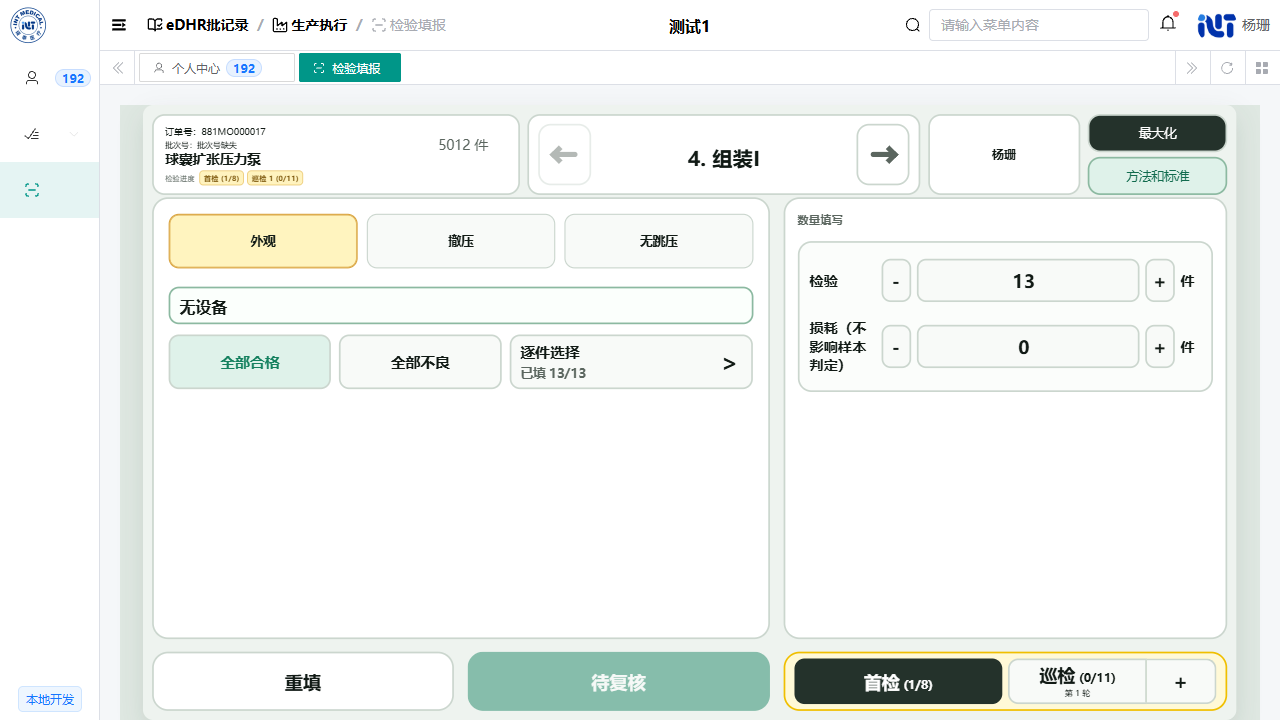 eDHR批记录 / 生产执行 / 检验填报
测试1
请输入菜单内容
杨珊
192
个人中心 192
检验填报
订单号：881MO000017
批次号：批次号缺失
球囊扩张压力泵
检验进度 首检 (1/8) 巡检 1 (0/11)
5012 件
4. 组装Ⅰ
杨珊
最大化
方法和标准
外观
撤压
无跳压
无设备
全部合格
全部不良
逐件选择
已填 13/13
>
数量填写
检验 - 13 + 件
损耗（不影响样本判定） - 0 + 件
重填
待复核
首检 (1/8)
巡检 (0/11)
第 1 轮
+
本地开发